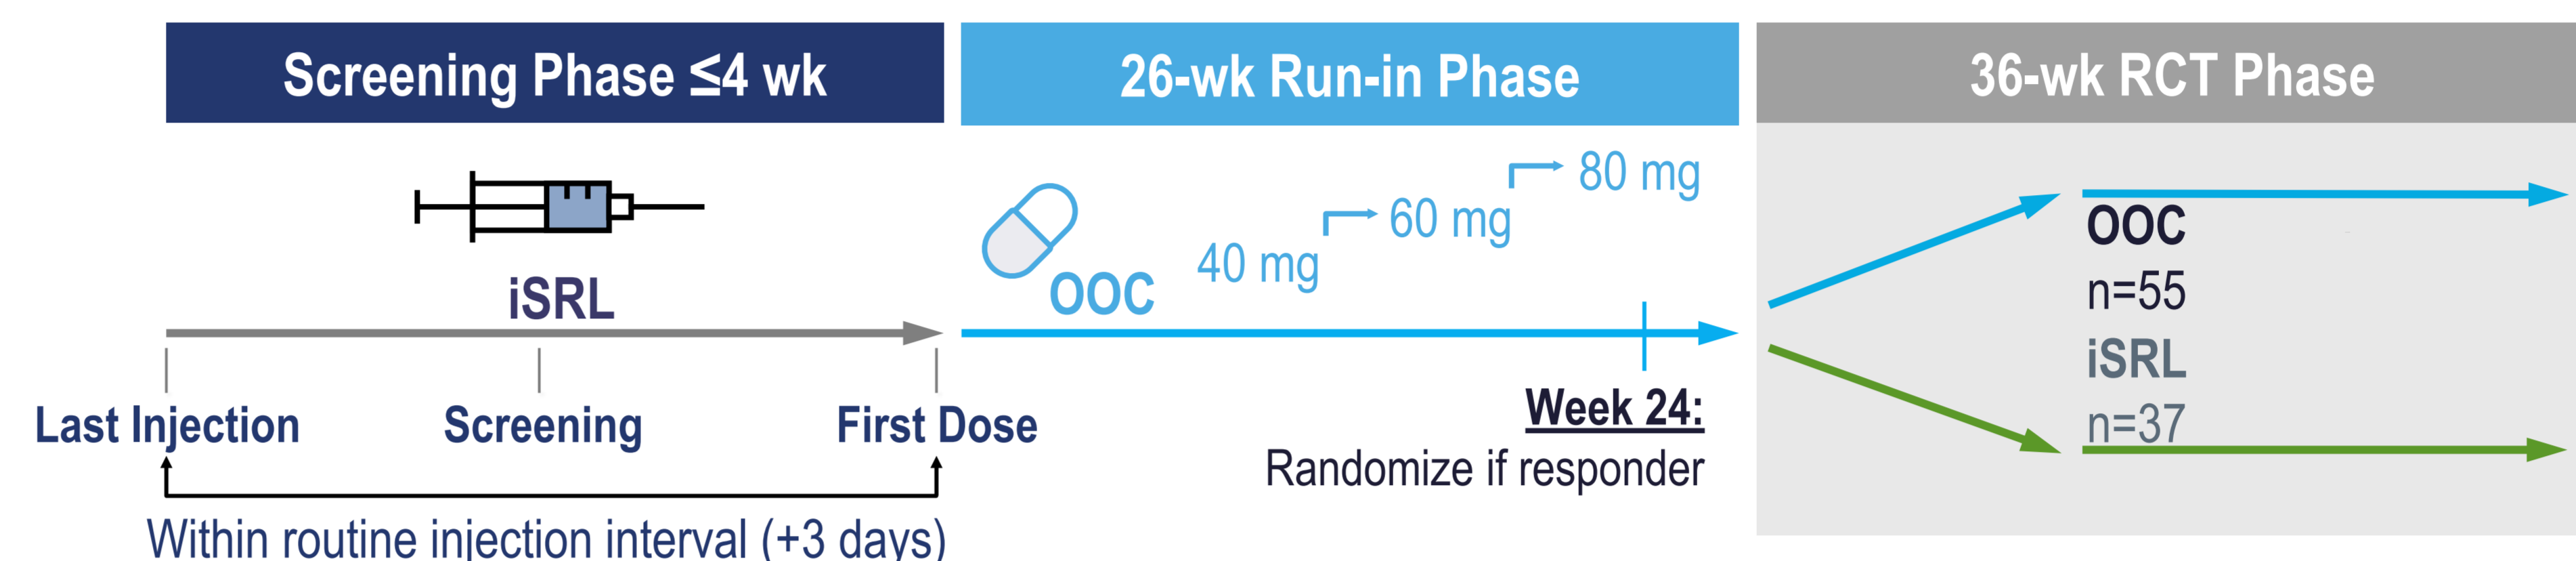 Screening Phase ≤4 wk
26-wk Run-in Phase
36-wk RCT Phase
iSRL
Last Injection
Screening
First Dose
Within routine injection interval (+3 days)
OOC
40 mg
60 mg
80 mg
Week 24:
Randomize if responder
OOC
n=55
iSRL
n=37